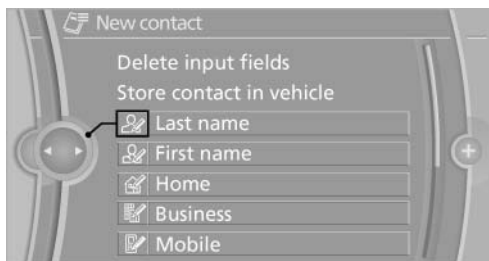 New contact
Delete input fields
Store contact in vehicle
Last name
First name
Home
Business
Mobile